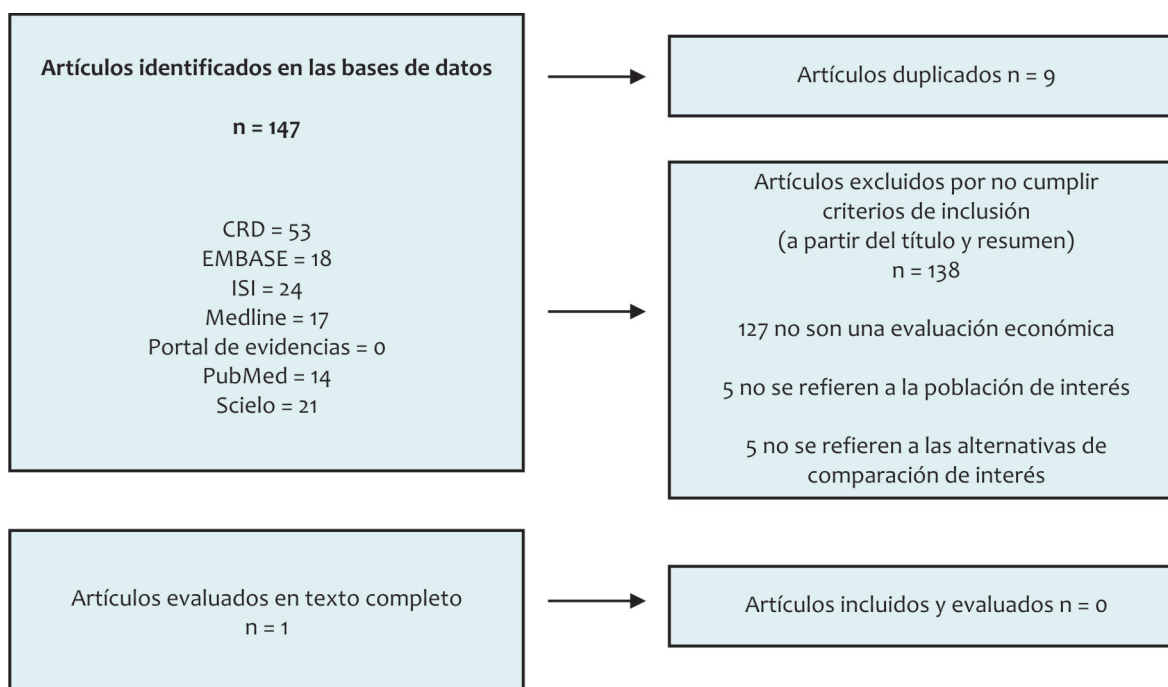 Artículos identificados en las bases de datos
n = 147
CRD = 53
EMBASE = 18
ISI = 24
Medline = 17
Portal de evidencias = 0
PubMed = 14
Scielo = 21
Artículos duplicados n = 9
Artículos excluidos por no cumplir
criterios de inclusión
(a partir del título y resumen)
n = 138
127 no son una evaluación económica
5 no se refieren a la población de interés
5 no se refieren a las alternativas de
comparación de interés
Artículos evaluados en texto completo
n = 1
Artículos incluidos y evaluados n = 0